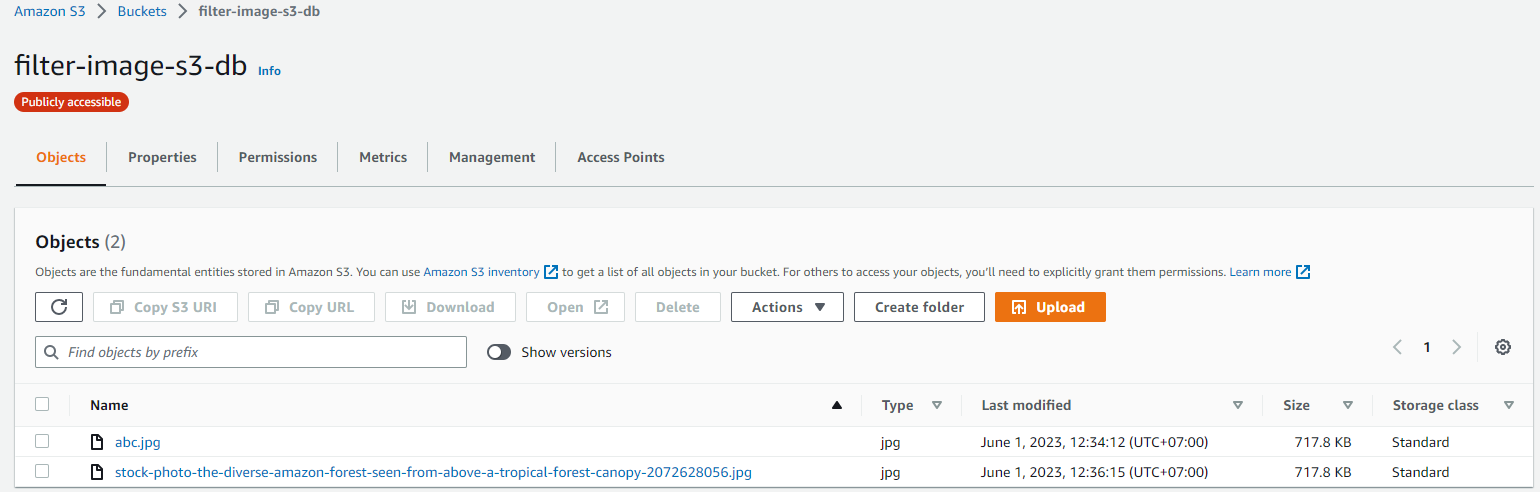 Amazon S3 > Buckets > filter-image-s3-db
filter-image-s3-db Info
Publicly accessible
Objects Properties Permissions Metrics Management Access Points
Objects (2)
Objects are the fundamental entities stored in Amazon S3. You can use Amazon S3 inventory to get a list of all objects in your bucket. For others to access your objects, you'll need to explicitly grant them permissions. Learn more
Copy S3 URI Copy URL Download Open Delete Actions Create folder Upload
Find objects by prefix Show versions 1
Name Type Last modified Size Storage class
abc.jpg jpg June 1, 2023, 12:34:12 (UTC+07:00) 717.8 KB Standard
stock-photo-the-diverse-amazon-forest-seen-from-above-a-tropical-forest-canopy-2072628056.jpg jpg June 1, 2023, 12:36:15 (UTC+07:00) 717.8 KB Standard